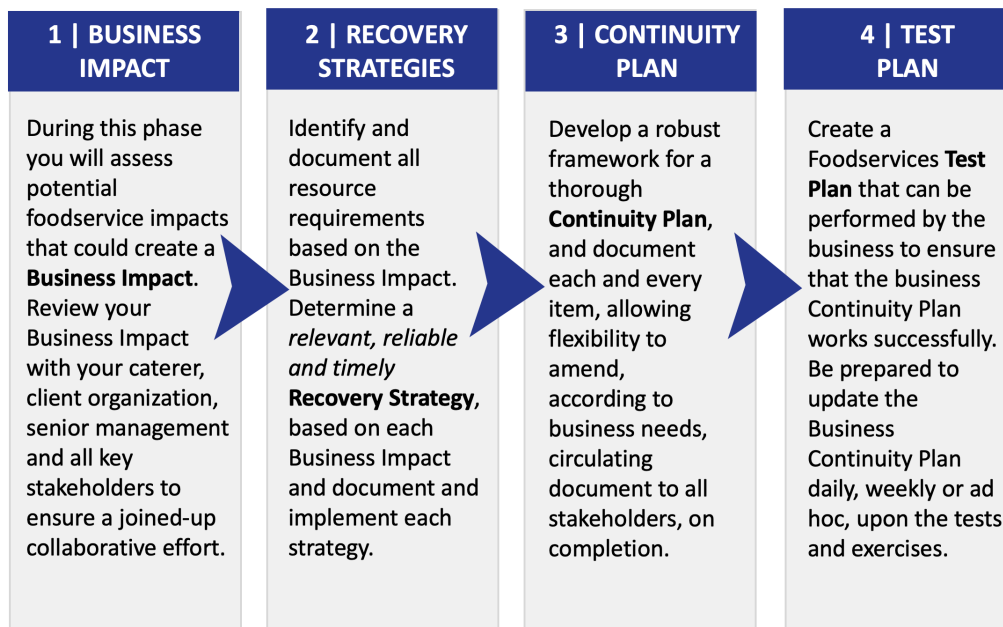 1 | BUSINESS
IMPACT
During this phase
you will assess
potential
foodservice impacts
that could create a
Business Impact.
Review your
Business Impact
with your caterer,
client organization,
senior management
and all key
stakeholders to
ensure a joined-up
collaborative effort.
2 | RECOVERY
STRATEGIES
Identify and
document all
resource
requirements
based on the
Business Impact.
Determine a
relevant, reliable
and timely
Recovery Strategy,
based on each
Business Impact
and document and
implement each
strategy.
3 | CONTINUITY
PLAN
Develop a robust
framework for a
thorough
Continuity Plan,
and document
each and every
item, allowing
flexibility to
amend,
according to
business needs,
circulating
document to all
stakeholders, on
completion.
4 | TEST
PLAN
Create a
Foodservices Test
Plan that can be
performed by the
business to ensure
that the business
Continuity Plan
works successfully.
Be prepared to
update the
Business
Continuity Plan
daily, weekly or ad
hoc, upon the tests
and exercises.